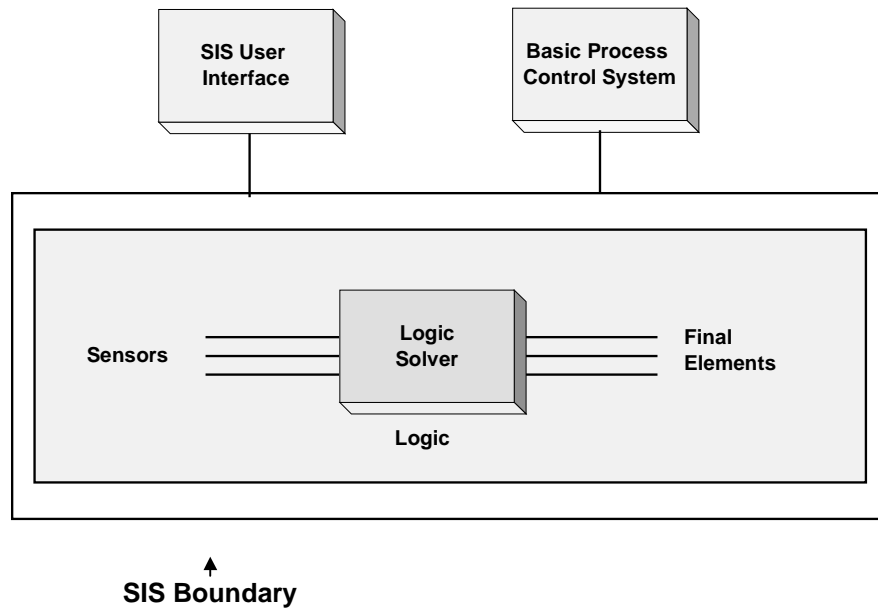 SIS User
Interface
Basic Process
Control System
Sensors
Logic
Solver
Final
Elements
Logic
SIS Boundary